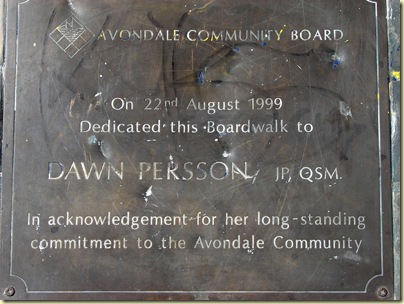 AVONDALE COMMUNITY BOARD
On 22nd August 1999
Dedicated this Boardwalk to
DAWN PERSSON, JP, QSM.
In acknowledgement for her long-standing
commitment to the Avondale Community